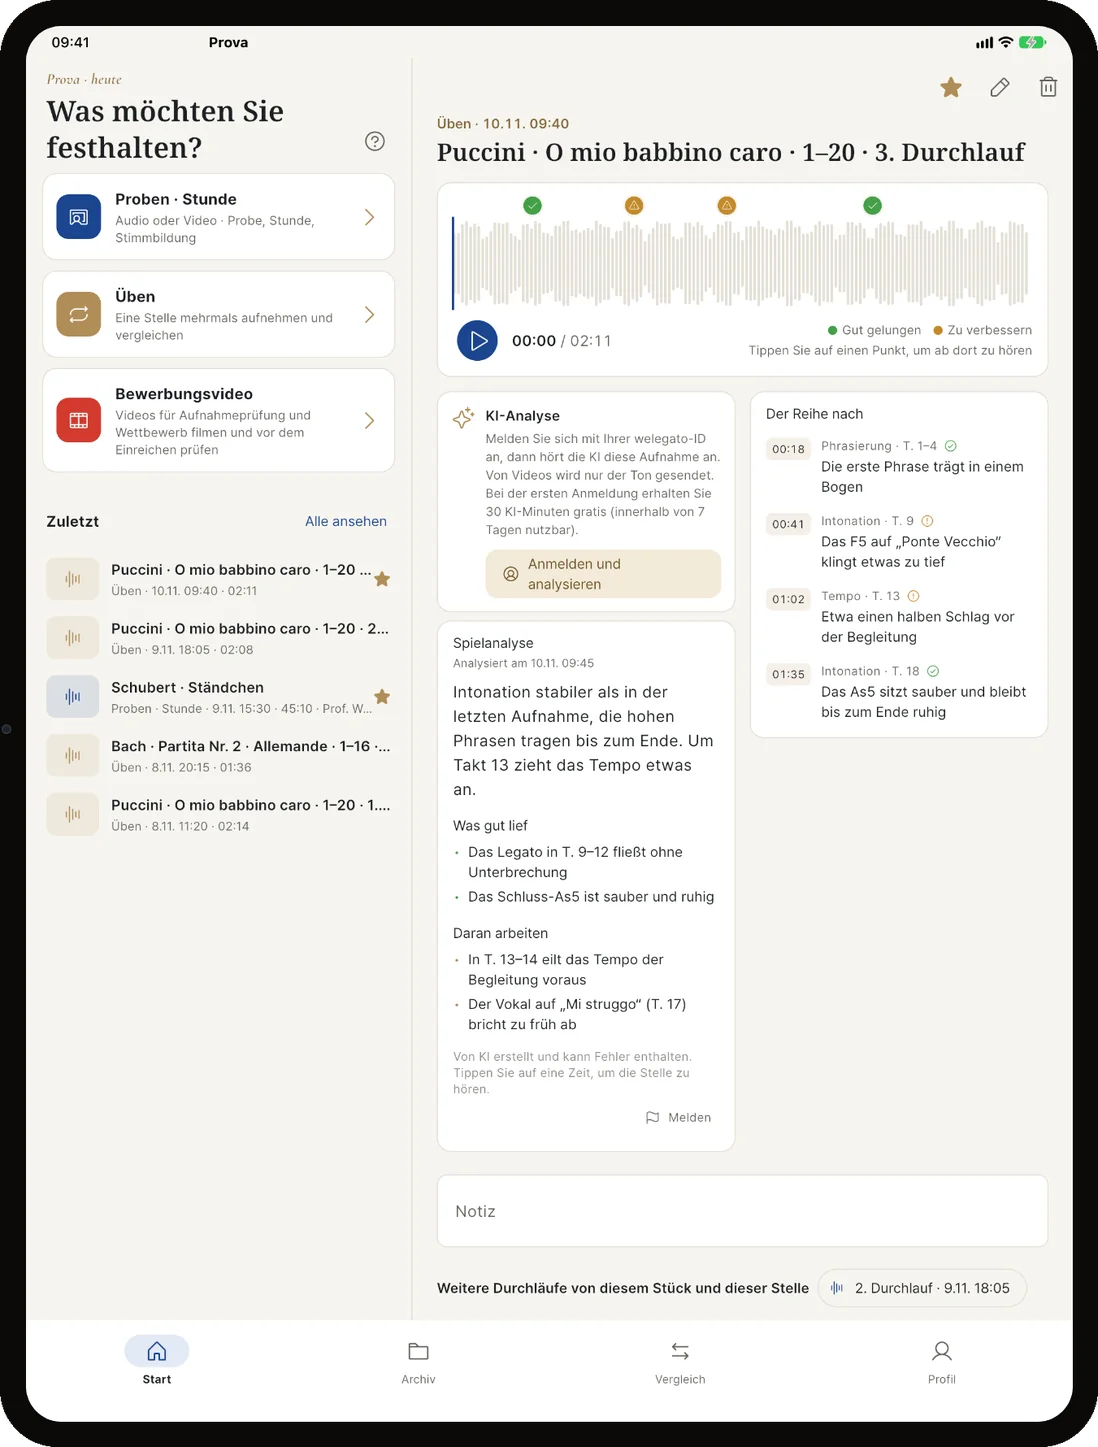 09:41
Prova
Prova · heute
Was möchten Sie
festhalten?
Proben · Stunde
Audio oder Video · Probe, Stunde,
Stimmbildung
Üben
Eine Stelle mehrmals aufnehmen und
vergleichen
Bewerbungsvideo
Videos für Aufnahmeprüfung und
Wettbewerb filmen und vor dem
Einreichen prüfen
Zuletzt
Alle ansehen
Puccini · O mio babbino caro · 1–20 ...
Üben · 10.11. 09:40 · 02:11
Puccini · O mio babbino caro · 1–20 · 2...
Üben · 9.11. 18:05 · 02:08
Schubert · Ständchen
Proben · Stunde · 9.11. 15:30 · 45:10 · Prof. W...
Bach · Partita Nr. 2 · Allemande · 1–16 ·...
Üben · 8.11. 20:15 · 01:36
Puccini · O mio babbino caro · 1–20 · 1....
Üben · 8.11. 11:20 · 02:14
Üben · 10.11. 09:40
Puccini · O mio babbino caro · 1–20 · 3. Durchlauf
00:00 / 02:11
Gut gelungen
Zu verbessern
Tippen Sie auf einen Punkt, um ab dort zu hören
KI-Analyse
Melden Sie sich mit Ihrer welegato-ID
an, dann hört die KI diese Aufnahme an.
Von Videos wird nur der Ton gesendet.
Bei der ersten Anmeldung erhalten Sie
30 KI-Minuten gratis (innerhalb von 7
Tagen nutzbar).
Anmelden und
analysieren
Spielanalyse
Analysiert am 10.11. 09:45
Intonation stabiler als in der
letzten Aufnahme, die hohen
Phrasen tragen bis zum Ende. Um
Takt 13 zieht das Tempo etwas
an.
Was gut lief
· Das Legato in T. 9–12 fließt ohne
Unterbrechung
· Das Schluss-As5 ist sauber und ruhig
Daran arbeiten
· In T. 13–14 eilt das Tempo der
Begleitung voraus
· Der Vokal auf „Mi struggo“ (T. 17)
bricht zu früh ab
Von KI erstellt und kann Fehler enthalten.
Tippen Sie auf eine Zeit, um die Stelle zu
hören.
Melden
Der Reihe nach
00:18
Phrasierung · T. 1–4
Die erste Phrase trägt in einem
Bogen
00:41
Intonation · T. 9
Das F5 auf „Ponte Vecchio“
klingt etwas zu tief
01:02
Tempo · T. 13
Etwa einen halben Schlag vor
der Begleitung
01:35
Intonation · T. 18
Das As5 sitzt sauber und bleibt
bis zum Ende ruhig
Notiz
Weitere Durchläufe von diesem Stück und dieser Stelle
2. Durchlauf · 9.11. 18:05
Start
Archiv
Vergleich
Profil